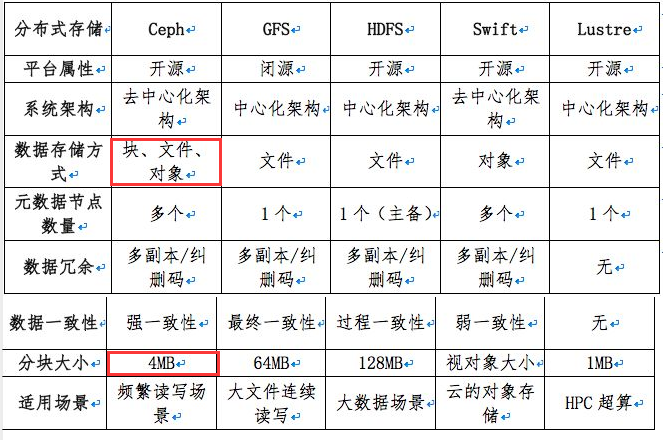 分布式存储 Ceph GFS HDFS Swift Lustre
平台属性 开源 闭源 开源 开源 开源
系统架构 去中心化架构 中心化架构 中心化架构 去中心化架构 中心化架构
数据存储方式 块、文件、对象 文件 文件 对象 文件
元数据节点数量 多个 1个 1个（主备） 多个 1个
数据冗余 多副本/纠删码 多副本/纠删码 多副本/纠删码 多副本/纠删码 无
数据一致性 强一致性 最终一致性 过程一致性 弱一致性 无
分块大小 4MB 64MB 128MB 视对象大小 1MB
适用场景 频繁读写场景 大文件连续读写 大数据场景 云的对象存储 HPC 超算